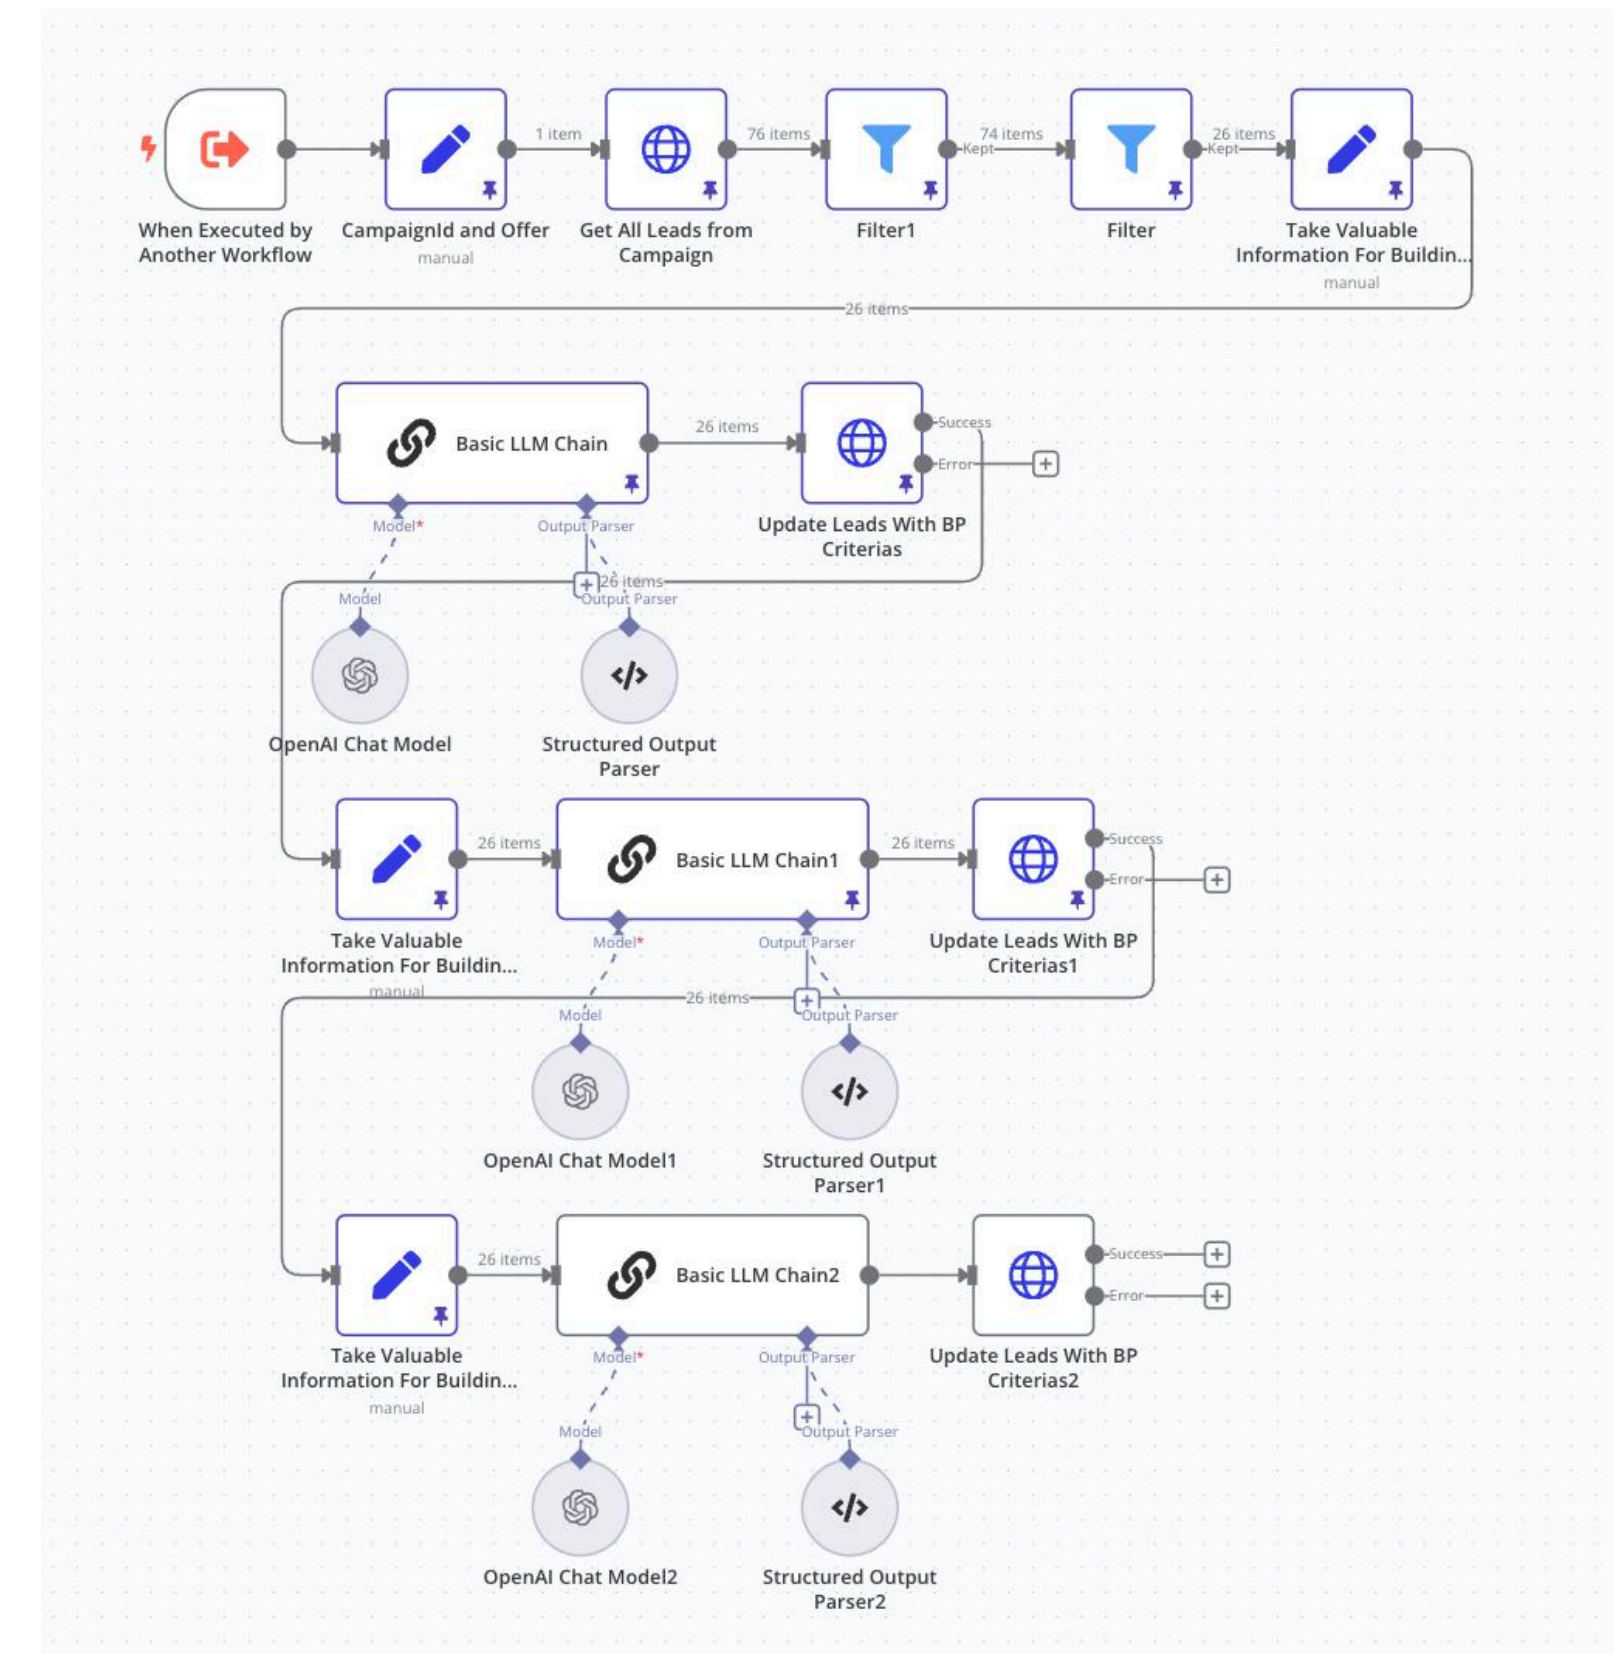 1 item
76 items
74 items
26 items
Kept
Kept
When Executed by
Another Workflow
CampaignId and Offer
manual
Get All Leads from
Campaign
Filter1
Filter
Take Valuable
Information For Buildin...
manual
26 items
Basic LLM Chain
26 items
Success
Error
Model*
Output Parser
Update Leads With BP
Criterias
26 items
Model
Output Parser
OpenAI Chat Model
Structured Output
Parser
26 items
Basic LLM Chain1
26 items
Success
Error
Take Valuable
Information For Buildin...
manual
Model*
Output Parser
Update Leads With BP
Criterias1
26 items
Model
Output Parser
OpenAI Chat Model1
Structured Output
Parser1
26 items
Basic LLM Chain2
Success
Error
Take Valuable
Information For Buildin...
manual
Model*
Output Parser
Update Leads With BP
Criterias2
Model
Output Parser
OpenAI Chat Model2
Structured Output
Parser2